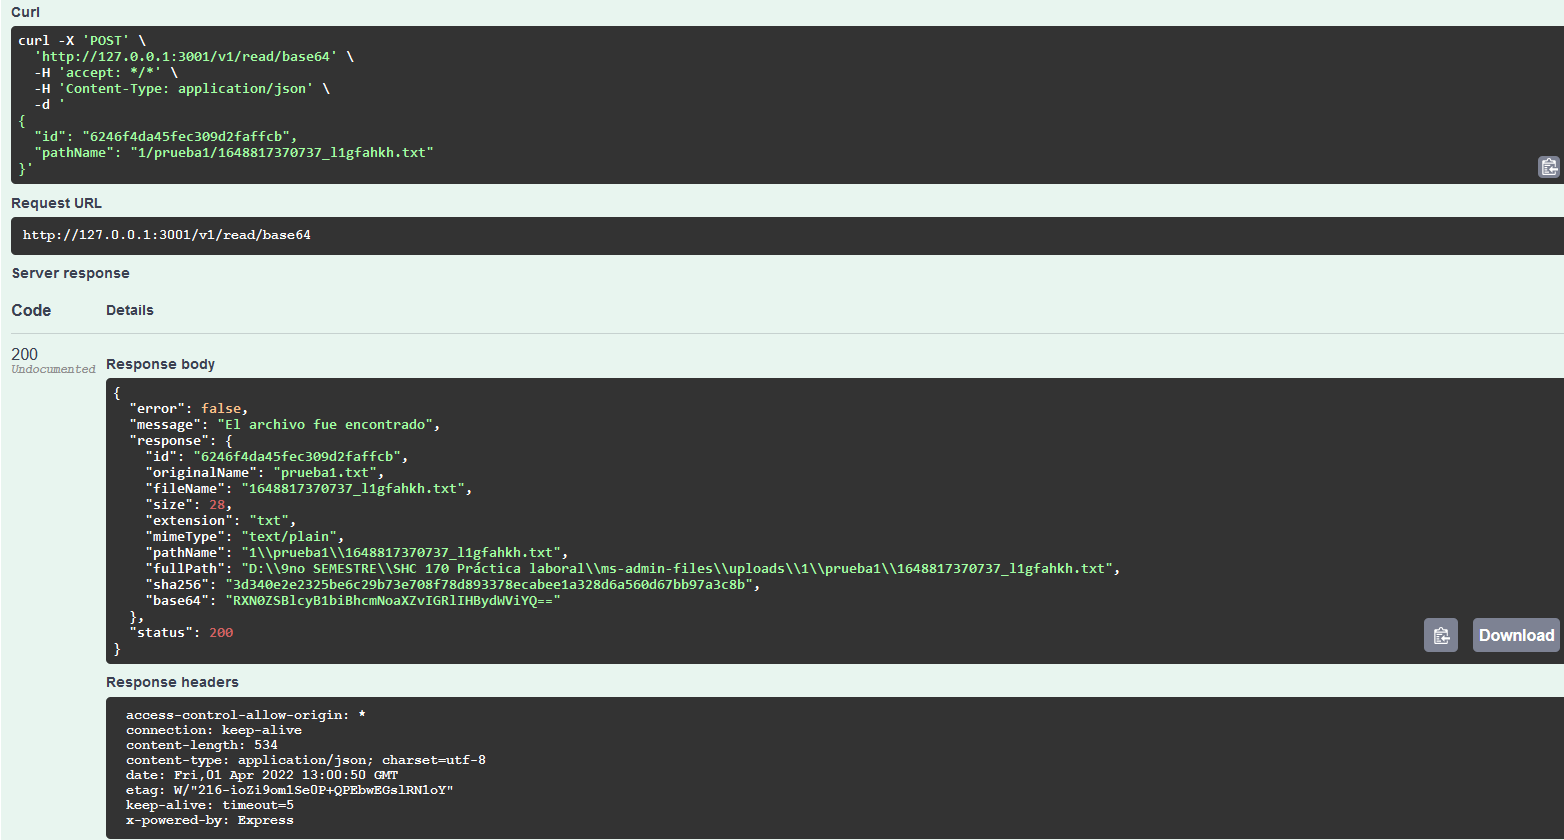 Curl
curl -X 'POST' \
  'http://127.0.0.1:3001/v1/read/base64' \
  -H 'accept: */*' \
  -H 'Content-Type: application/json' \
  -d '
{
  "id": "6246f4da45fec309d2faffcb",
  "pathName": "1/prueba1/1648817370737_l1gfahkh.txt"
}'
Request URL
http://127.0.0.1:3001/v1/read/base64
Server response
Code Details
200
Undocumented
Response body
{
  "error": false,
  "message": "El archivo fue encontrado",
  "response": {
    "id": "6246f4da45fec309d2faffcb",
    "originalName": "prueba1.txt",
    "fileName": "1648817370737_l1gfahkh.txt",
    "size": 28,
    "extension": "txt",
    "mimeType": "text/plain",
    "pathName": "1\\prueba1\\1648817370737_l1gfahkh.txt",
    "fullPath": "D:\\9no SEMESTRE\\SHC 170 Práctica laboral\\ms-admin-files\\uploads\\1\\prueba1\\1648817370737_l1gfahkh.txt",
    "sha256": "3d340e2e2325be6c29b73e708f78d893378ecabee1a328d6a560d67bb97a3c8b",
    "base64": "RXN0ZSBlcyB1biBhcmNoaXZvIGRlIHBydWViYQ=="
  },
  "status": 200
}
Download
Response headers
access-control-allow-origin: *
connection: keep-alive
content-length: 534
content-type: application/json; charset=utf-8
date: Fri,01 Apr 2022 13:00:50 GMT
etag: W/"216-ioZi9om1Se0P+QPEbwEGslRN1oY"
keep-alive: timeout=5
x-powered-by: Express